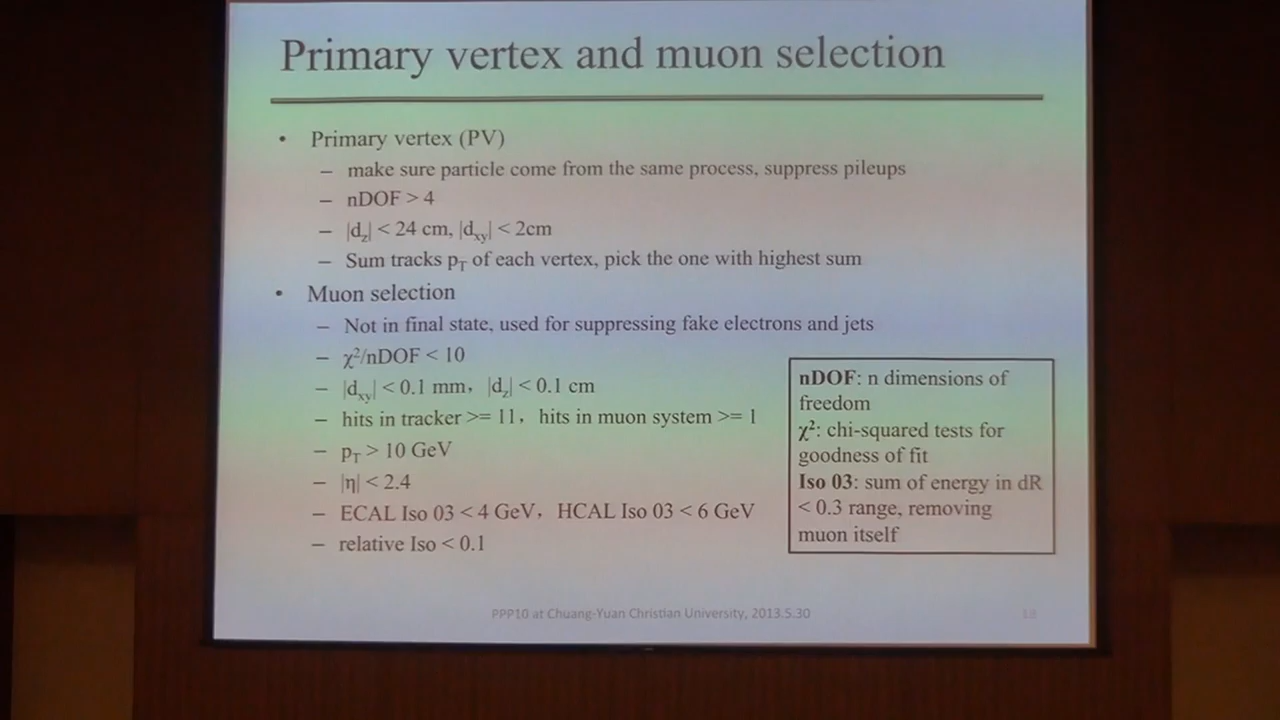 Primary vertex and muon selection
• Primary vertex (PV)
– make sure particle come from the same process, suppress pileups
– nDOF > 4
– |d_z| < 24 cm, |d_xy| < 2cm
– Sum tracks p_T of each vertex, pick the one with highest sum
• Muon selection
– Not in final state, used for suppressing fake electrons and jets
– χ²/nDOF < 10
– |d_xy| < 0.1 mm, |d_z| < 0.1 cm
– hits in tracker >= 11, hits in muon system >= 1
– p_T > 10 GeV
– |η| < 2.4
– ECAL Iso 03 < 4 GeV, HCAL Iso 03 < 6 GeV
– relative Iso < 0.1
nDOF: n dimensions of
freedom
χ²: chi-squared tests for
goodness of fit
Iso 03: sum of energy in dR
< 0.3 range, removing
muon itself
PPP10 at Chuang-Yuan Christian University, 2013.5.30